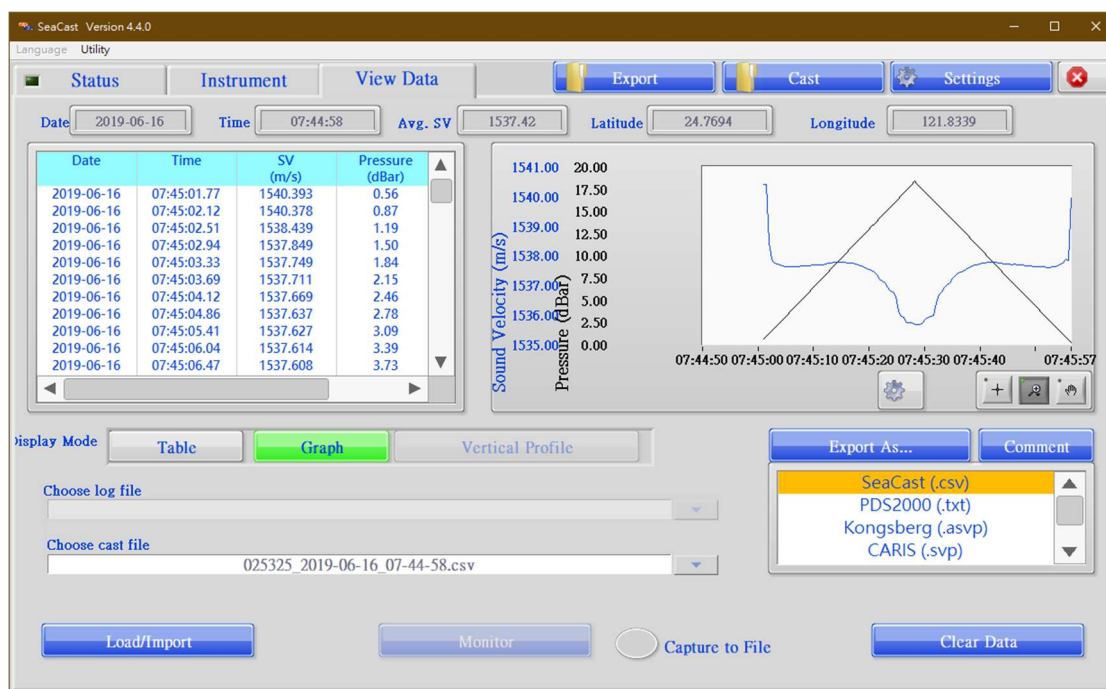 SeaCast Version 4.4.0
Language Utility
Status Instrument View Data Export Cast Settings
Date 2019-06-16 Time 07:44:58 Avg. SV 1537.42 Latitude 24.7694 Longitude 121.8339
Date Time SV (m/s) Pressure (dBar)
2019-06-16 07:45:01.77 1540.393 0.56
2019-06-16 07:45:02.12 1540.378 0.87
2019-06-16 07:45:02.51 1538.439 1.19
2019-06-16 07:45:02.94 1537.849 1.50
2019-06-16 07:45:03.33 1537.749 1.84
2019-06-16 07:45:03.69 1537.711 2.15
2019-06-16 07:45:04.12 1537.669 2.46
2019-06-16 07:45:04.86 1537.637 2.78
2019-06-16 07:45:05.41 1537.627 3.09
2019-06-16 07:45:06.04 1537.614 3.39
2019-06-16 07:45:06.47 1537.608 3.73
Sound Velocity (m/s)
1541.00
1540.00
1539.00
1538.00
1537.00
1536.00
1535.00
Pressure (dBar)
20.00
17.50
15.00
12.50
10.00
7.50
5.00
2.50
0.00
07:44:50 07:45:00 07:45:10 07:45:20 07:45:30 07:45:40 07:45:57
Display Mode Table Graph Vertical Profile
Export As... Comment
SeaCast (.csv)
PDS2000 (.txt)
Kongsberg (.asvp)
CARIS (.svp)
Choose log file
Choose cast file
025325_2019-06-16_07-44-58.csv
Load/Import Monitor Capture to File Clear Data